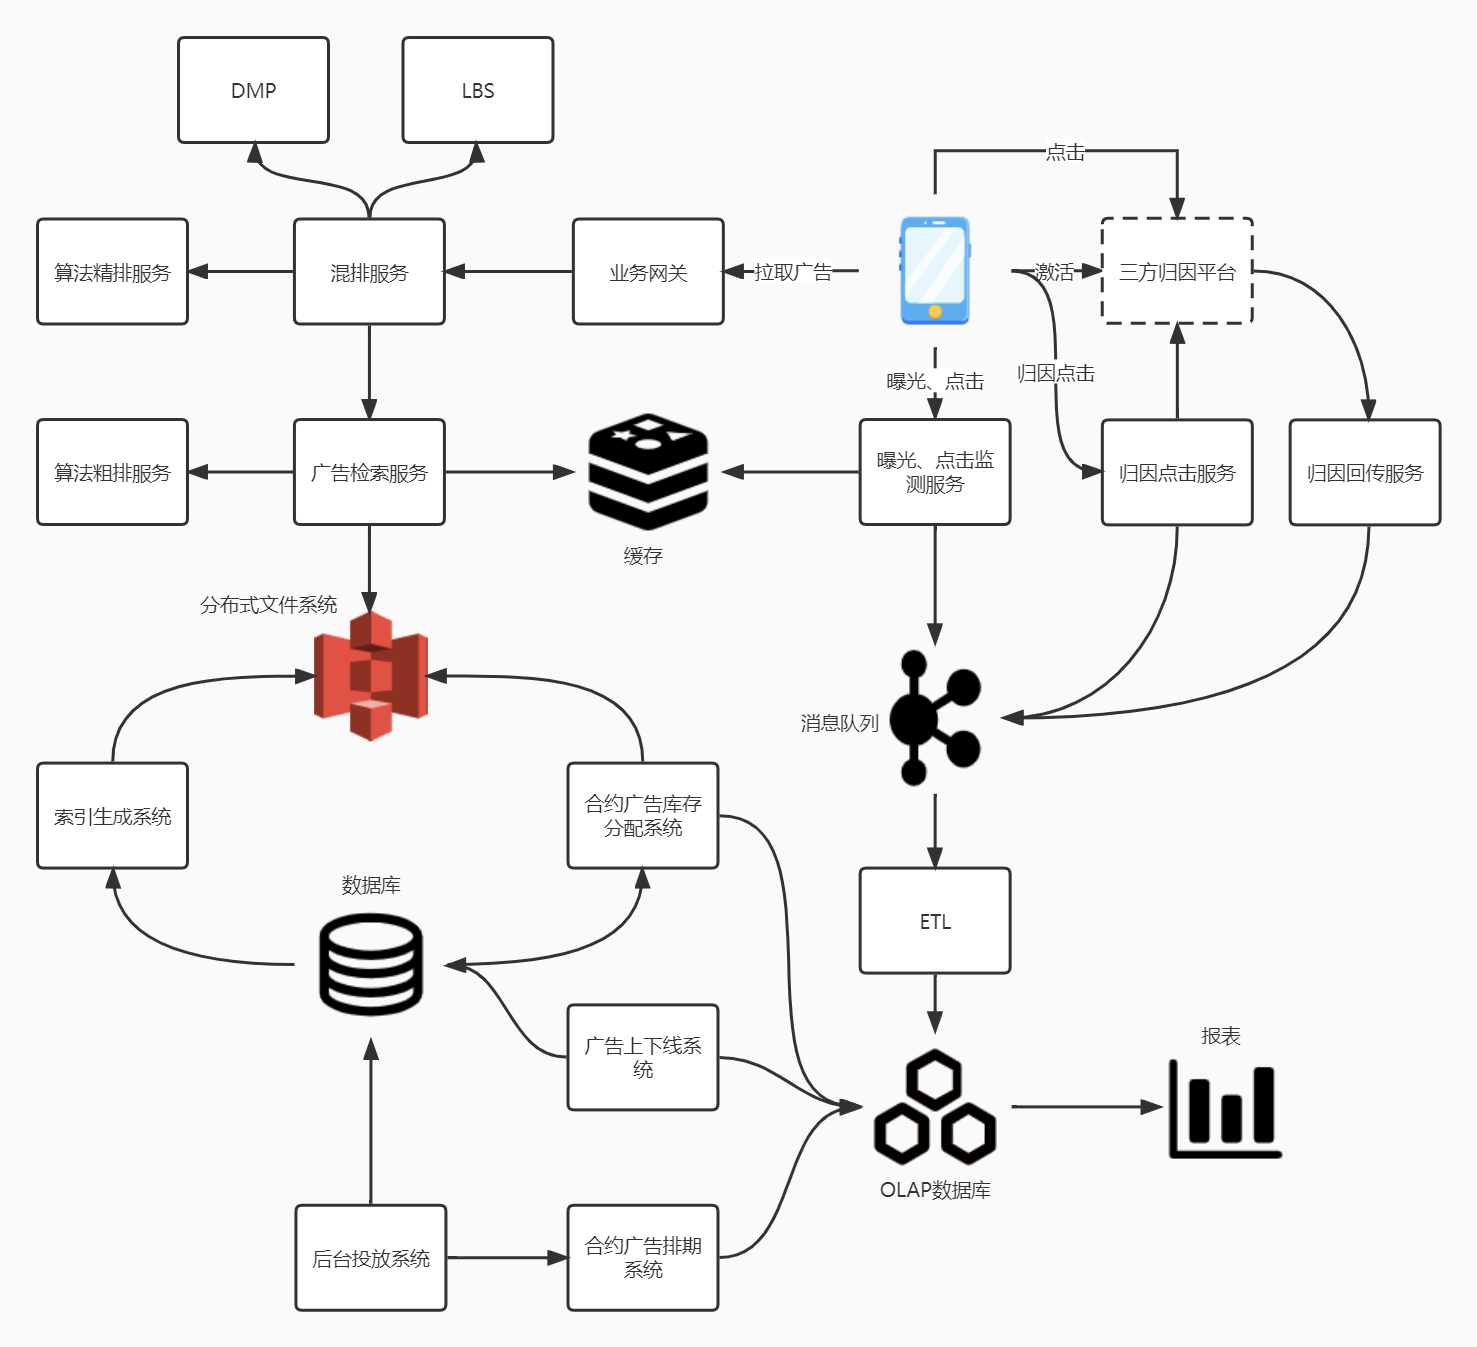 DMP
LBS
点击
算法精排服务
混排服务
业务网关
拉取广告
激活
三方归因平台
曝光、点击
归因点击
算法粗排服务
广告检索服务
曝光、点击监
测服务
归因点击服务
归因回传服务
缓存
分布式文件系统
消息队列
索引生成系统
合约广告库存
分配系统
数据库
ETL
广告上下线系
统
报表
OLAP数据库
后台投放系统
合约广告排期
系统